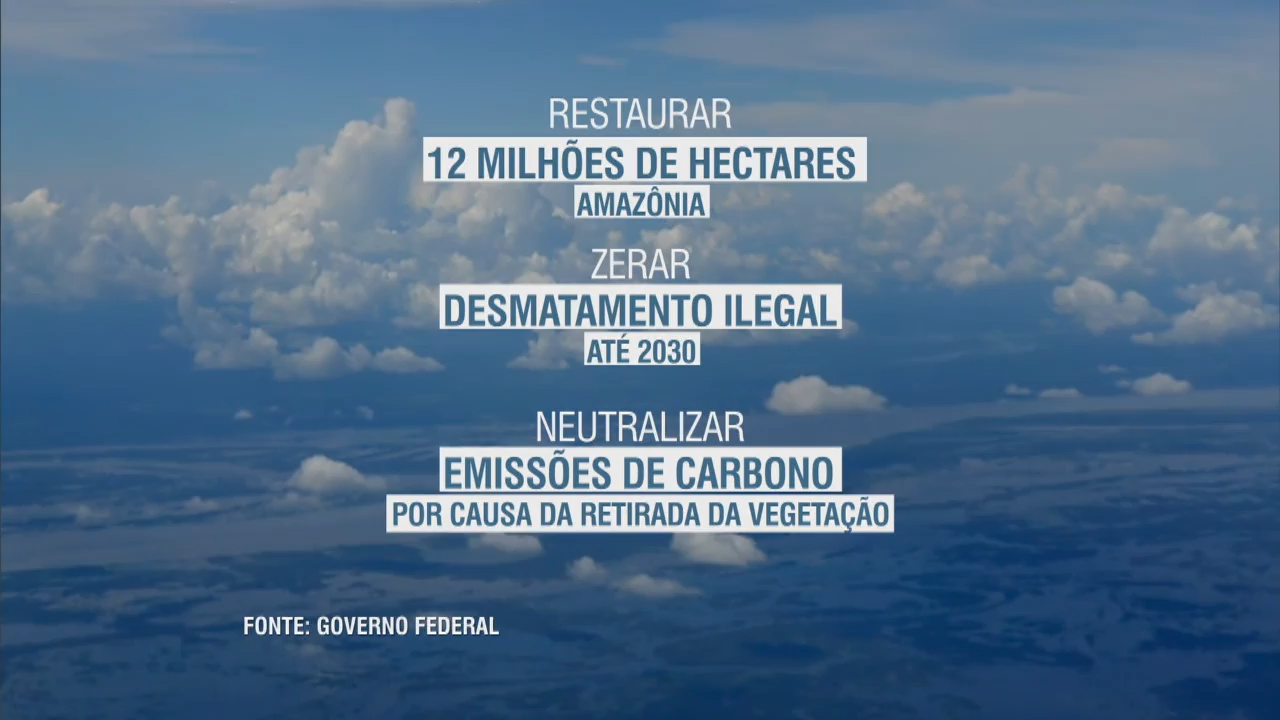 RESTAURAR
12 MILHÕES DE HECTARES
AMAZÔNIA
ZERAR
DESMATAMENTO ILEGAL
ATÉ 2030
NEUTRALIZAR
EMISSÕES DE CARBONO
POR CAUSA DA RETIRADA DA VEGETAÇÃO
FONTE: GOVERNO FEDERAL